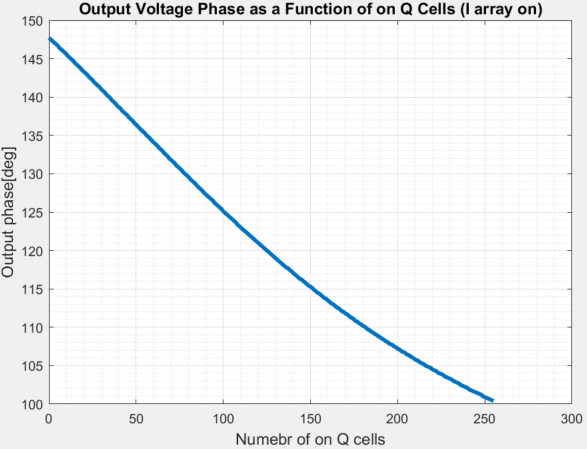 Output Voltage Phase as a Function of on Q Cells (I array on)
150
145
140
135
130
125
120
115
110
105
100
Output phase[deg]
0 50 100 150 200 250 300
Numebr of on Q cells